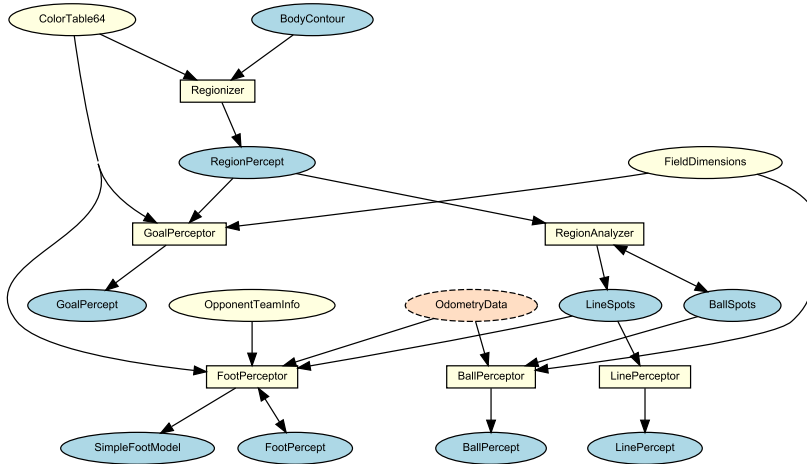 ColorTable64
BodyContour
Regionizer
RegionPercept
FieldDimensions
GoalPerceptor
RegionAnalyzer
GoalPercept
OpponentTeamInfo
OdometryData
LineSpots
BallSpots
FootPerceptor
BallPerceptor
LinePerceptor
SimpleFootModel
FootPercept
BallPercept
LinePercept